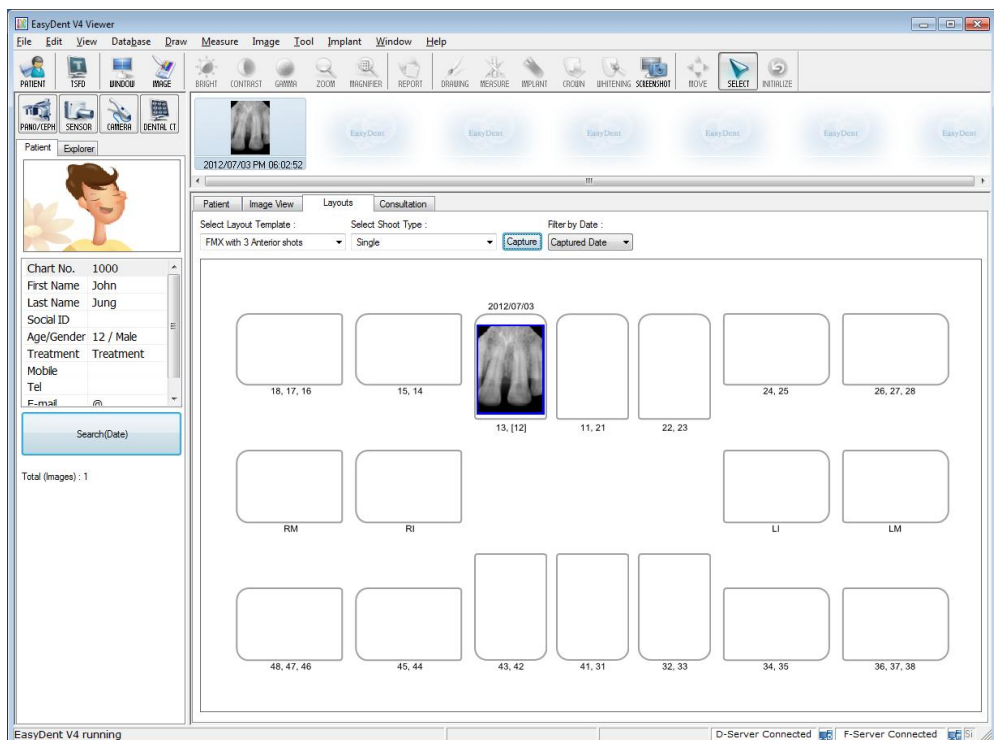 EasyDent V4 Viewer
File Edit View Database Draw Measure Image Tool Implant Window Help
PATIENT TSFD WINDOW IMAGE BRIGHT CONTRAST GAMMA ZOOM MAGNIFIER REPORT DRAWING MEASURE IMPLANT CROWN WHITENING SCREENSHOT MOVE SELECT INITIALIZE
PANO/CEPH SENSOR CAMERA DENTAL CT
EasyDent EasyDent EasyDent EasyDent EasyDent EasyDent
Patient Explorer
2012/07/03 PM 06:02:52
Patient Image View Layouts Consultation
Select Layout Template : Select Shoot Type : Filter by Date :
FMX with 3 Anterior shots Single Capture Captured Date
Chart No. 1000
First Name John
Last Name Jung
Social ID
Age/Gender 12 / Male
Treatment Treatment
Mobile
Tel
E-mail @
Search(Date)
Total (Images) : 1
2012/07/03
18, 17, 16 15, 14 24, 25 26, 27, 28
13, [12] 11, 21 22, 23
RM RI LI LM
48, 47, 46 45, 44 43, 42 41, 31 32, 33 34, 35 36, 37, 38
EasyDent V4 running D-Server Connected F-Server Connected Si